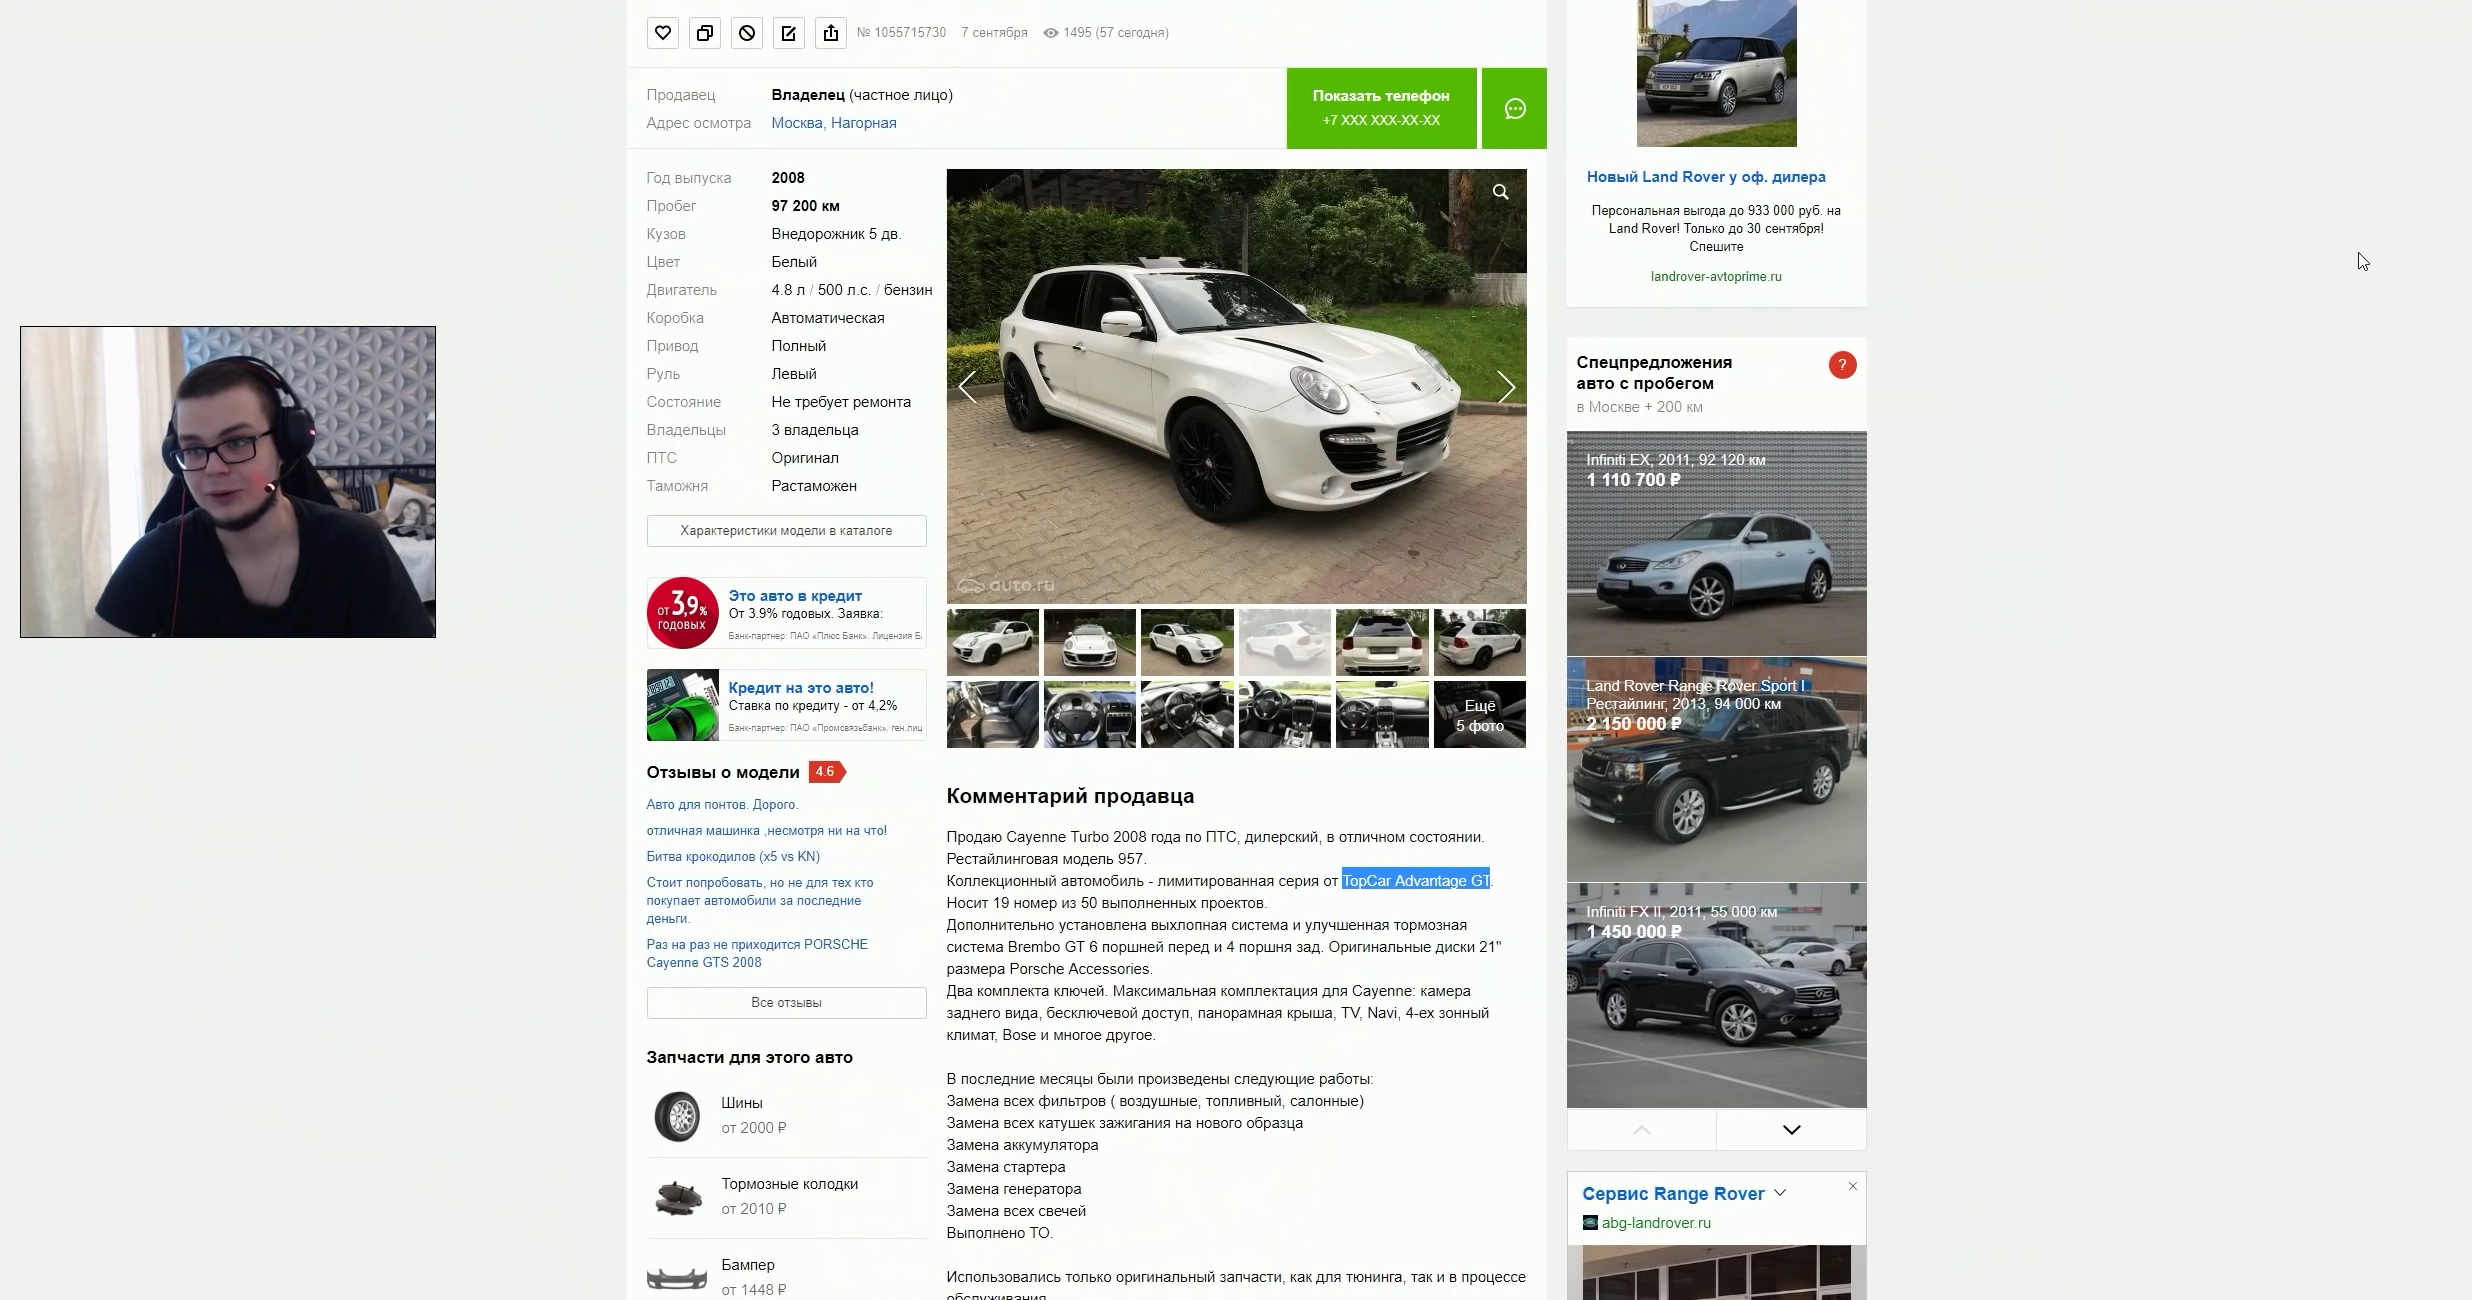 № 1055715730 7 сентября 1495 (57 сегодня)
Продавец Владелец (частное лицо)
Адрес осмотра Москва, Нагорная
Показать телефон
+7 XXX XXX-XX-XX
Год выпуска 2008
Пробег 97 200 км
Кузов Внедорожник 5 дв.
Цвет Белый
Двигатель 4.8 л / 500 л.с. / бензин
Коробка Автоматическая
Привод Полный
Руль Левый
Состояние Не требует ремонта
Владельцы 3 владельца
ПТС Оригинал
Таможня Растаможен
Характеристики модели в каталоге
от 3,9%
годовых
Это авто в кредит
От 3.9% годовых. Заявка:
Банк-партнер: ПАО «Плюс Банк». Лицензия Б
Кредит на это авто!
Ставка по кредиту - от 4,2%
Банк-партнер: ПАО «Промсвязьбанк», ген.лиц
Отзывы о модели 4.6
Авто для понтов. Дорого.
отличная машинка ,несмотря ни на что!
Битва крокодилов (x5 vs KN)
Стоит попробовать, но не для тех кто
покупает автомобили за последние
деньги.
Раз на раз не приходится PORSCHE
Cayenne GTS 2008
Все отзывы
Запчасти для этого авто
Шины
от 2000 ₽
Тормозные колодки
от 2010 ₽
Бампер
от 1448 ₽
auto.ru
Ещё
5 фото
Комментарий продавца
Продаю Cayenne Turbo 2008 года по ПТС, дилерский, в отличном состоянии.
Рестайлинговая модель 957.
Коллекционный автомобиль - лимитированная серия от TopCar Advantage GT.
Носит 19 номер из 50 выполненных проектов.
Дополнительно установлена выхлопная система и улучшенная тормозная
система Brembo GT 6 поршней перед и 4 поршня зад. Оригинальные диски 21"
размера Porsche Accessories.
Два комплекта ключей. Максимальная комплектация для Cayenne: камера
заднего вида, бесключевой доступ, панорамная крыша, TV, Navi, 4-ех зонный
климат, Bose и многое другое.
В последние месяцы были произведены следующие работы:
Замена всех фильтров ( воздушные, топливный, салонные)
Замена всех катушек зажигания на нового образца
Замена аккумулятора
Замена стартера
Замена генератора
Замена всех свечей
Выполнено ТО.
Использовались только оригинальный запчасти, как для тюнинга, так и в процессе
обслуживания
Новый Land Rover у оф. дилера
Персональная выгода до 933 000 руб. на
Land Rover! Только до 30 сентября!
Спешите
landrover-avtoprime.ru
Спецпредложения
авто с пробегом
?
в Москве + 200 км
Infiniti EX, 2011, 92 120 км
1 110 700 ₽
Land Rover Range Rover Sport I
Рестайлинг, 2013, 94 000 км
2 150 000 ₽
Infiniti FX II, 2011, 55 000 км
1 450 000 ₽
Сервис Range Rover
abg-landrover.ru